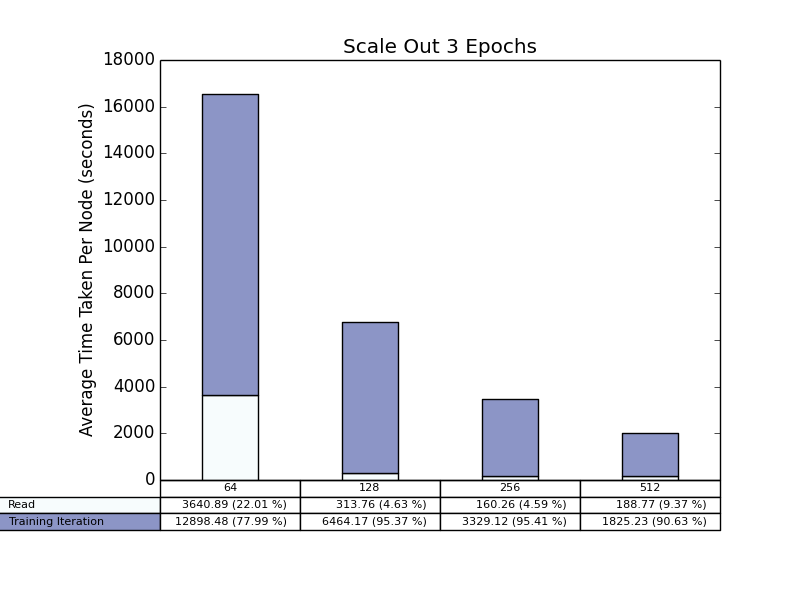 Scale Out 3 Epochs
Average Time Taken Per Node (seconds)
18000
16000
14000
12000
10000
8000
6000
4000
2000
0
64 128 256 512
Read 3640.89 (22.01 %) 313.76 (4.63 %) 160.26 (4.59 %) 188.77 (9.37 %)
Training Iteration 12898.48 (77.99 %) 6464.17 (95.37 %) 3329.12 (95.41 %) 1825.23 (90.63 %)